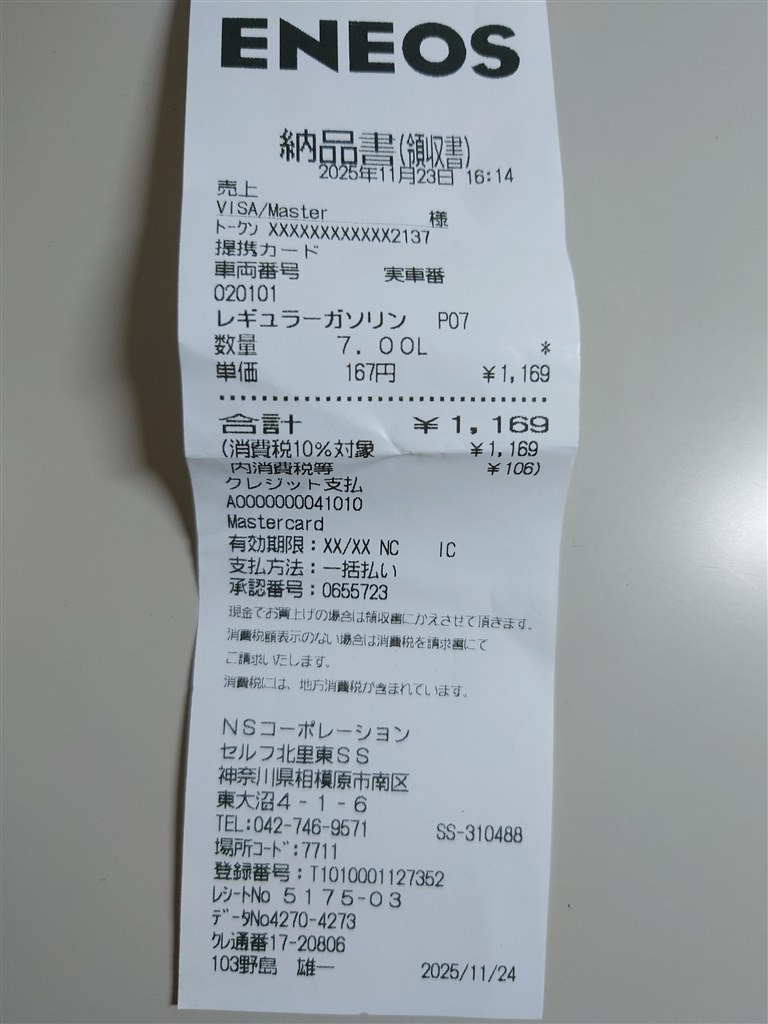 ENEOS
納品書(領収書)
2025年11月23日 16:14
売上
VISA/Master 様
トークン XXXXXXXXXXXX2137
提携カード
車両番号 実車番
020101
レギュラーガソリン P07
数量 7.00L *
単価 167円 ¥1,169
合計 ¥1,169
(消費税10%対象 ¥1,169
内消費税等 ¥106)
クレジット支払
A0000000041010
Mastercard
有効期限:XX/XX NC IC
支払方法:一括払い
承認番号:0655723
現金でお買上げの場合は領収書にかえさせて頂きます。
消費税額表示のない場合は消費税を請求書にて
ご請求いたします。
消費税には、地方消費税が含まれています。
NSコーポレーション
セルフ北里東SS
神奈川県相模原市南区
東大沼4-1-6
TEL:042-746-9571 SS-310488
場所コード:7711
登録番号:T1010001127352
レシートNo 5175-03
データNo4270-4273
クレ通番17-20806
103野島 雄一 2025/11/24